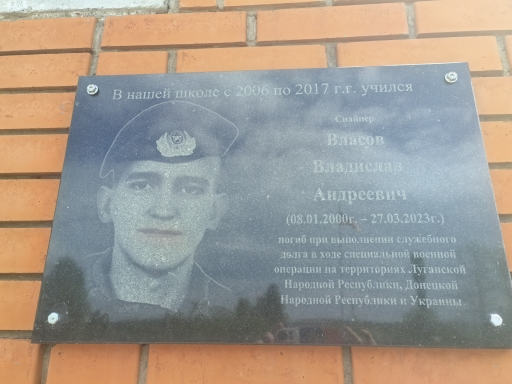 В нашей школе с 2006 по 2017 г.г. учился
Снайпер
Власов
Владислав
Андреевич
(08.01.2000г. – 27.03.2023г.)
погиб при выполнении служебного
долга в ходе специальной военной
операции на территориях Луганской
Народной Республики, Донецкой
Народной Республики и Украины